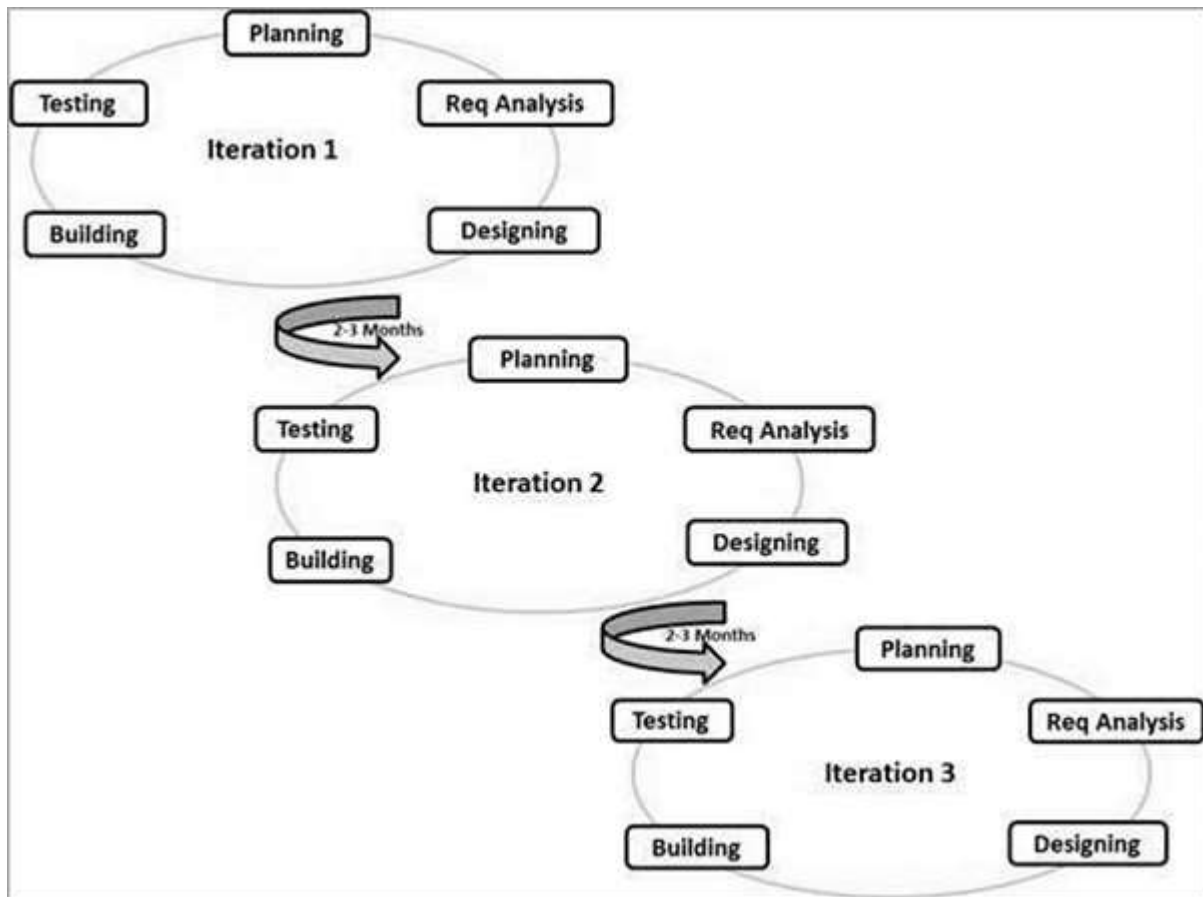 Planning
Testing
Req Analysis
Iteration 1
Building
Designing
2-3 Months
Planning
Testing
Req Analysis
Iteration 2
Building
Designing
2-3 Months
Planning
Testing
Req Analysis
Iteration 3
Building
Designing